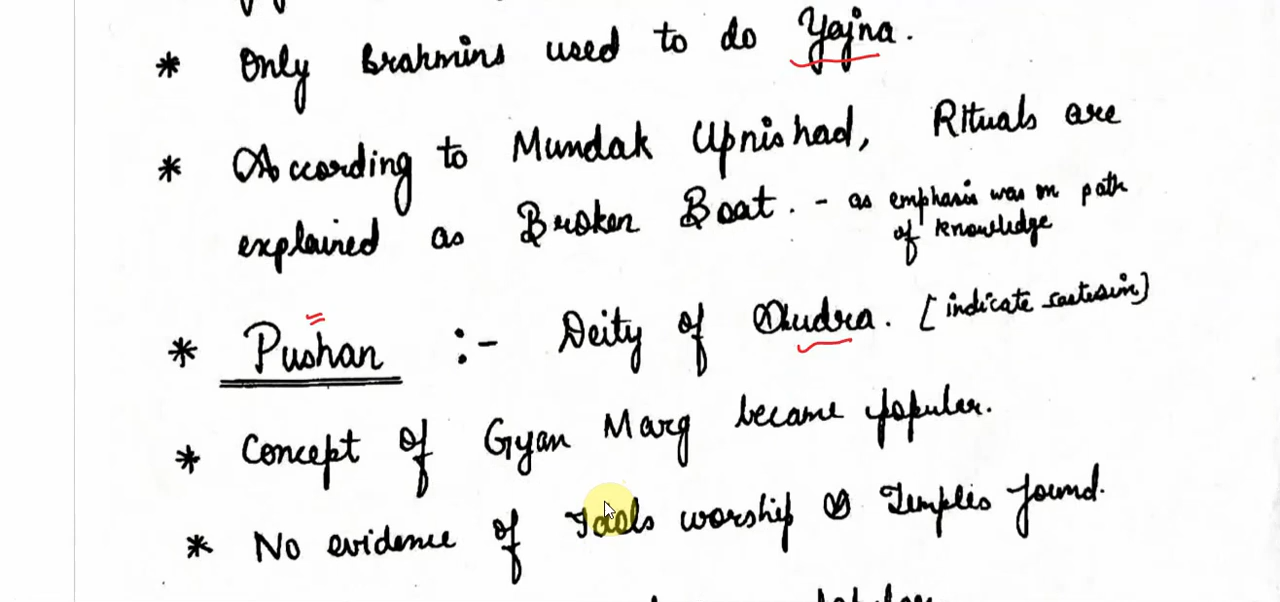 * Only Brahmins used to do Yajna.
* According to Mundak Upnishad, Rituals are
explained as Broken Boat. - as emphasis was on path
of knowledge
* Pushan :- Deity of Shudra. [indicate casteism]
* Concept of Gyan Marg became popular.
* No evidence of Idols worship or Temples found.